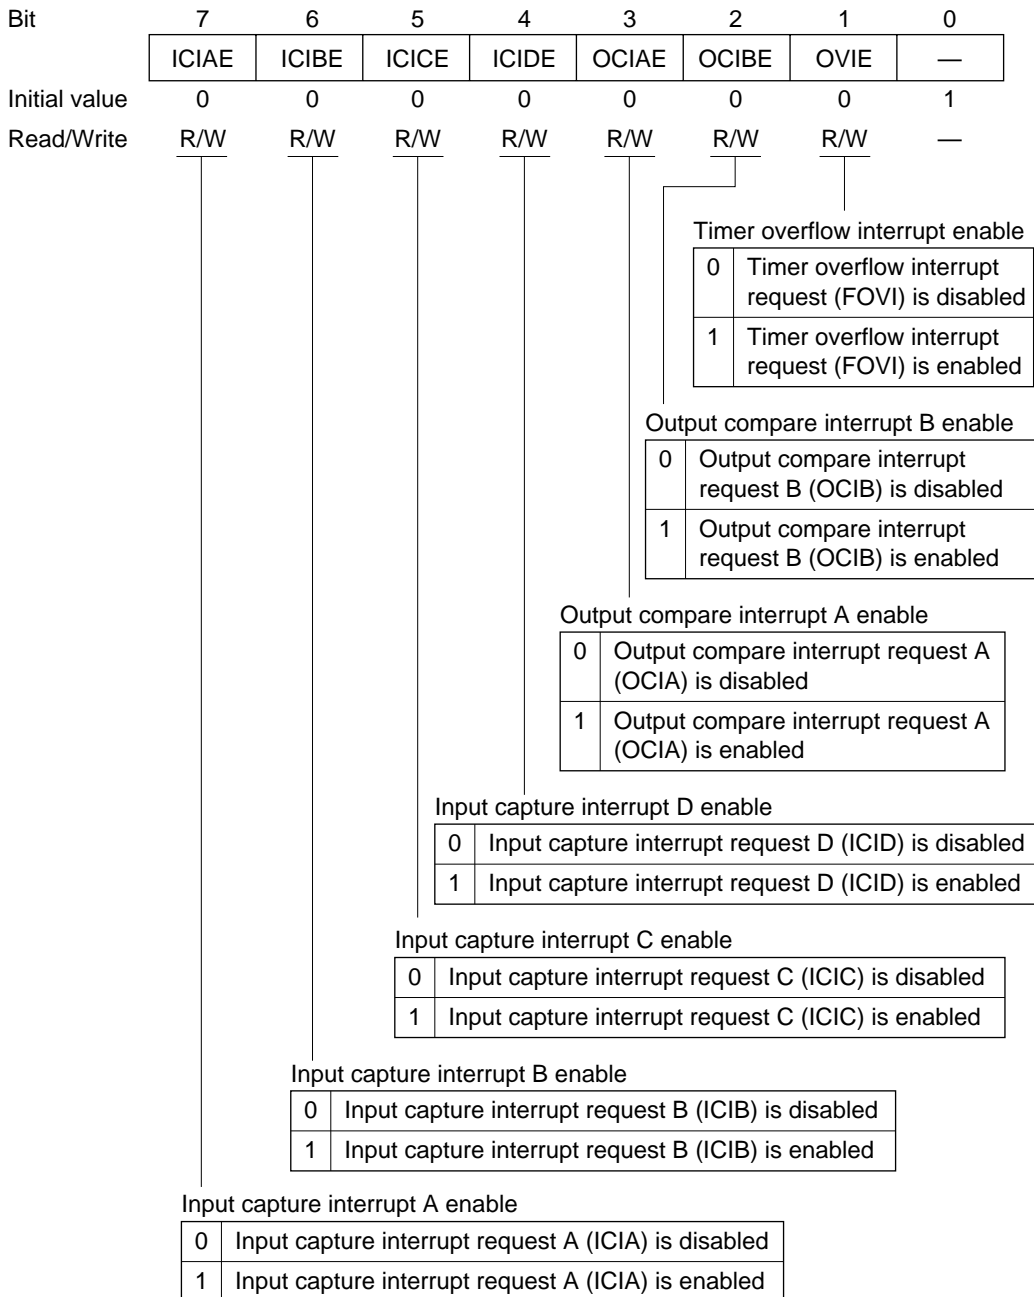 Bit 7 6 5 4 3 2 1 0
ICIAE ICIBE ICICE ICIDE OCIAE OCIBE OVIE —
Initial value 0 0 0 0 0 0 0 1
Read/Write R/W R/W R/W R/W R/W R/W R/W —
Timer overflow interrupt enable
0 Timer overflow interrupt
request (FOVI) is disabled
1 Timer overflow interrupt
request (FOVI) is enabled
Output compare interrupt B enable
0 Output compare interrupt
request B (OCIB) is disabled
1 Output compare interrupt
request B (OCIB) is enabled
Output compare interrupt A enable
0 Output compare interrupt request A
(OCIA) is disabled
1 Output compare interrupt request A
(OCIA) is enabled
Input capture interrupt D enable
0 Input capture interrupt request D (ICID) is disabled
1 Input capture interrupt request D (ICID) is enabled
Input capture interrupt C enable
0 Input capture interrupt request C (ICIC) is disabled
1 Input capture interrupt request C (ICIC) is enabled
Input capture interrupt B enable
0 Input capture interrupt request B (ICIB) is disabled
1 Input capture interrupt request B (ICIB) is enabled
Input capture interrupt A enable
0 Input capture interrupt request A (ICIA) is disabled
1 Input capture interrupt request A (ICIA) is enabled